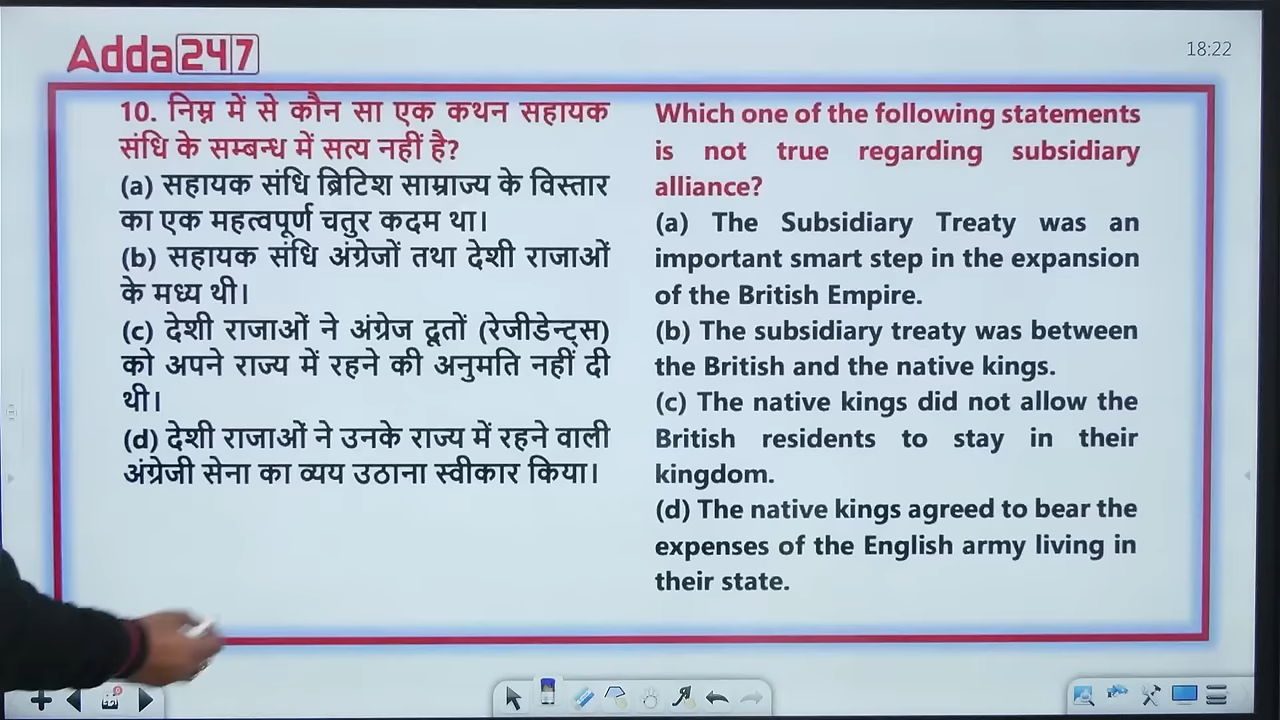 Adda247
18:22
10. निम्न में से कौन सा एक कथन सहायक
संधि के सम्बन्ध में सत्य नहीं है?
(a) सहायक संधि ब्रिटिश साम्राज्य के विस्तार
का एक महत्वपूर्ण चतुर कदम था।
(b) सहायक संधि अंग्रेजों तथा देशी राजाओं
के मध्य थी।
(c) देशी राजाओं ने अंग्रेज दूतों (रेजीडेन्ट्स)
को अपने राज्य में रहने की अनुमति नहीं दी
थी।
(d) देशी राजाओं ने उनके राज्य में रहने वाली
अंग्रेजी सेना का व्यय उठाना स्वीकार किया।
Which one of the following statements
is not true regarding subsidiary
alliance?
(a) The Subsidiary Treaty was an
important smart step in the expansion
of the British Empire.
(b) The subsidiary treaty was between
the British and the native kings.
(c) The native kings did not allow the
British residents to stay in their
kingdom.
(d) The native kings agreed to bear the
expenses of the English army living in
their state.